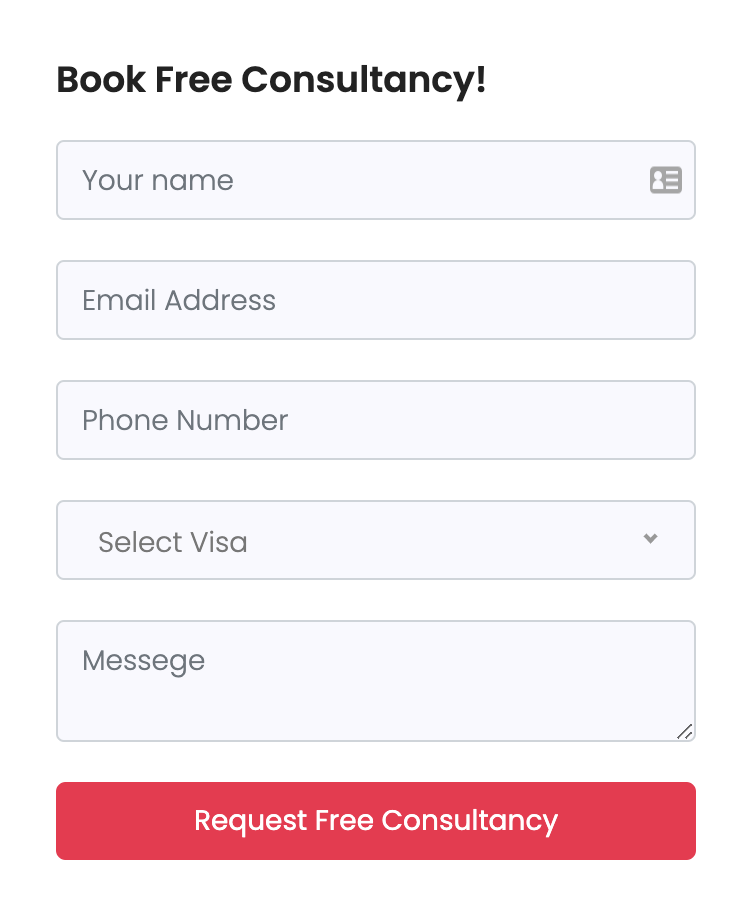 Book Free Consultancy!
Your name
Email Address
Phone Number
Select Visa
Messege
Request Free Consultancy